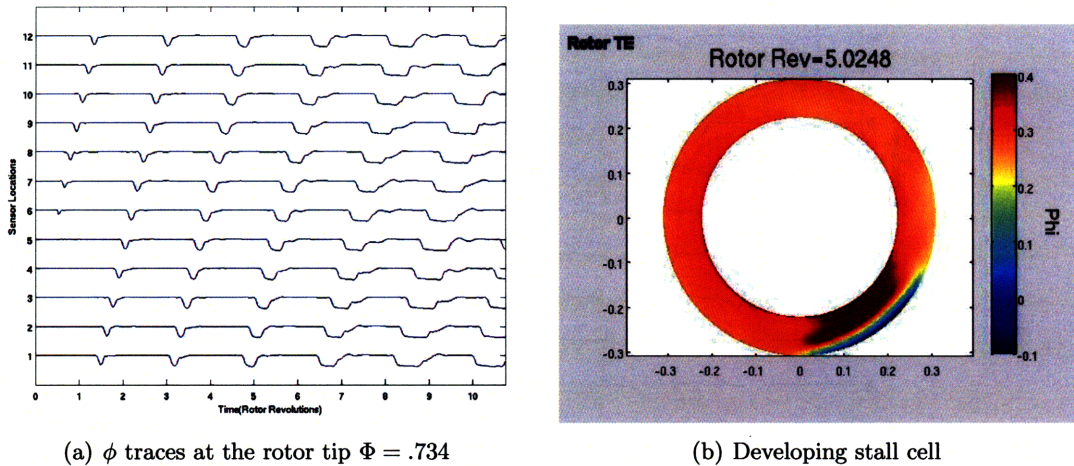 12
11
10
9
8
7
6
5
4
3
2
1
Sensor Locations
0 1 2 3 4 5 6 7 8 9 10
Time(Rotor Revolutions)
(a) ϕ traces at the rotor tip Φ = .734
Rotor TE
Rotor Rev=5.0248
0.3
0.2
0.1
0
-0.1
-0.2
-0.3
-0.3 -0.2 -0.1 0 0.1 0.2 0.3
0.4
0.3
0.2
0.1
0
-0.1
Phi
(b) Developing stall cell